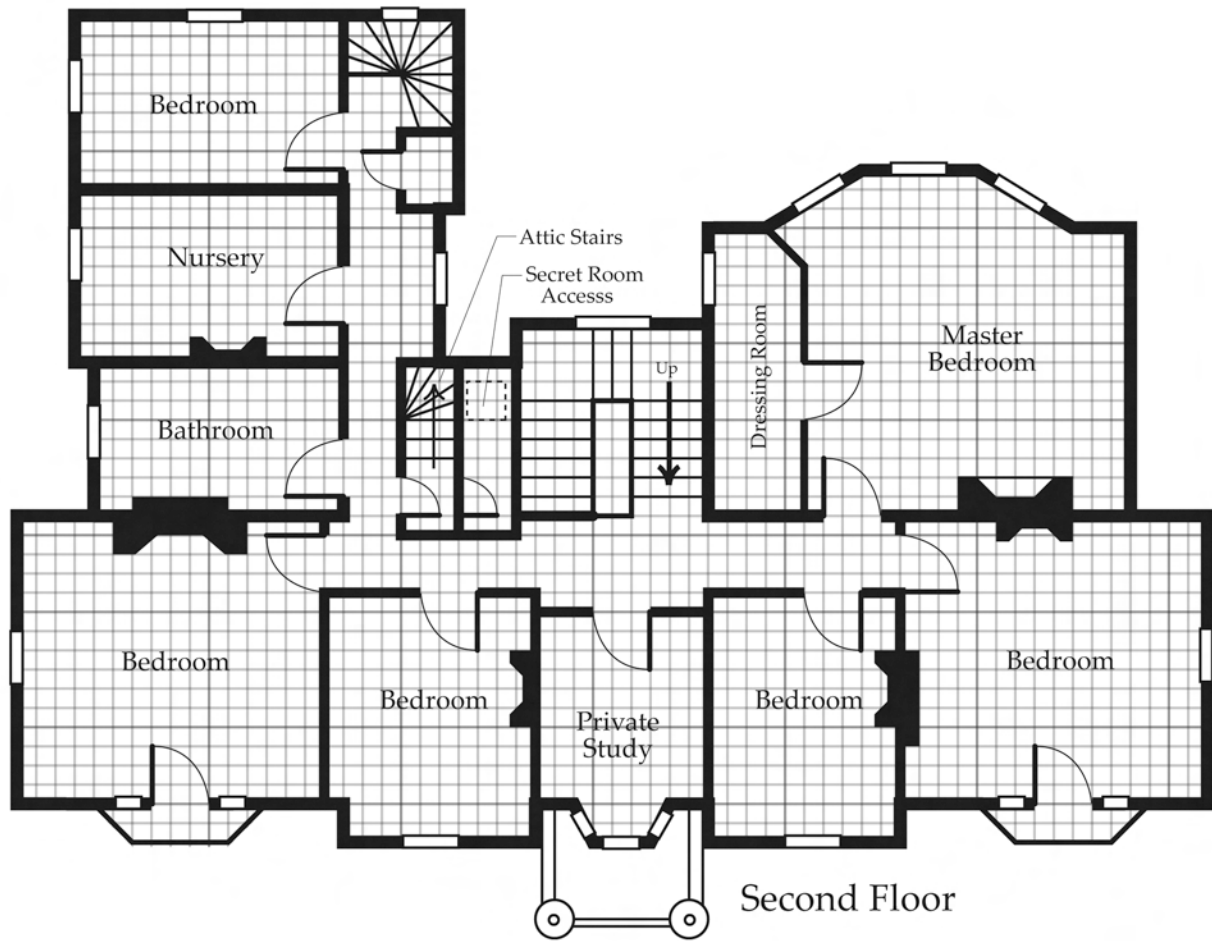 Bedroom
Nursery
Attic Stairs
Secret Room
Accesss
Bathroom
Up
Dressing Room
Master
Bedroom
Bedroom
Bedroom
Private
Study
Bedroom
Bedroom
Second Floor